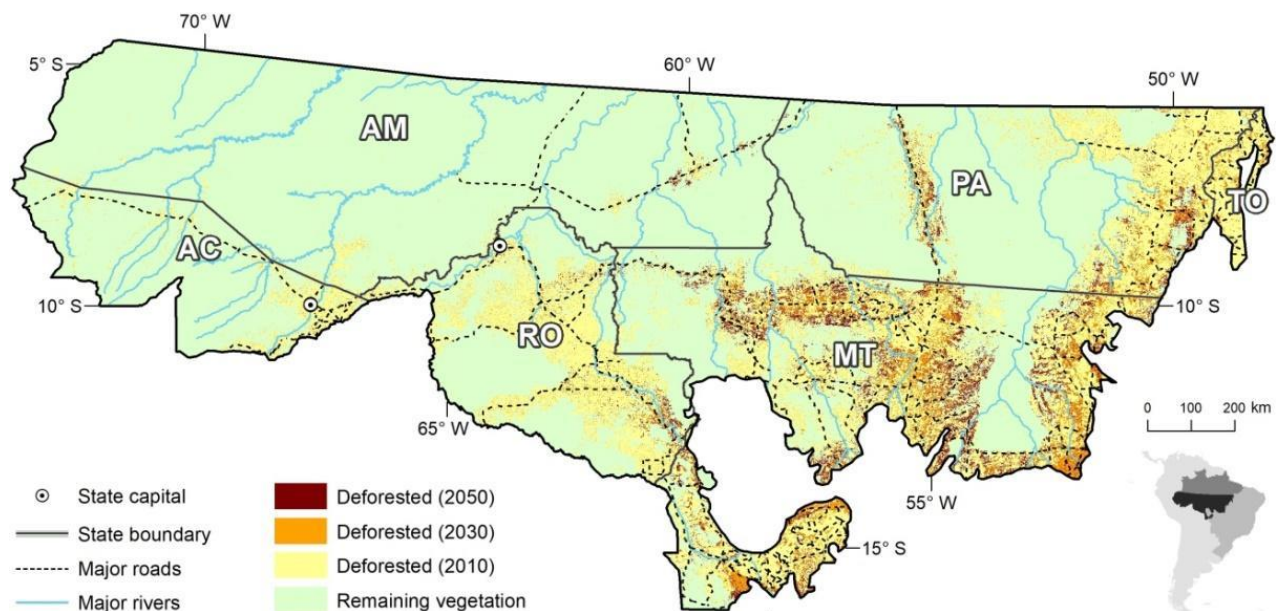 70° W
5° S
60° W
50° W
AM
PA
TO
AC
10° S
10° S
RO
MT
0 100 200 km
65° W
55° W
15° S
State capital
State boundary
Major roads
Major rivers
Deforested (2050)
Deforested (2030)
Deforested (2010)
Remaining vegetation